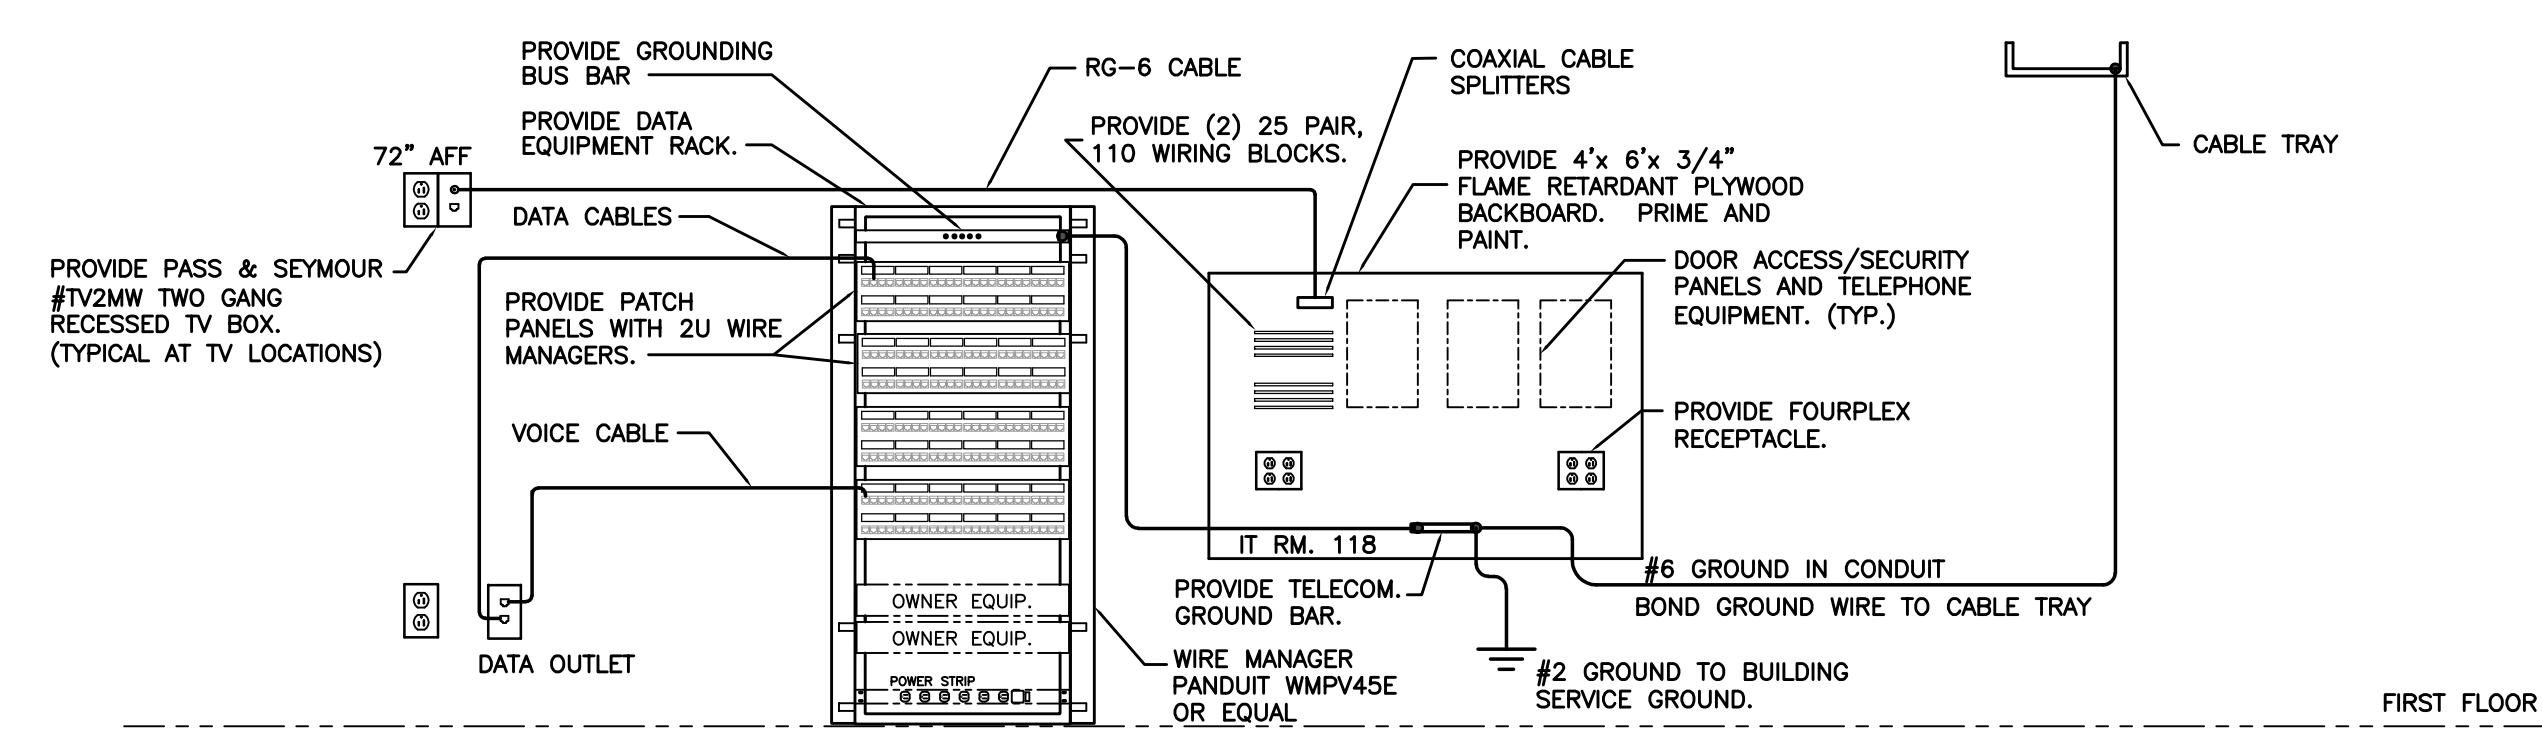 PROVIDE GROUNDING
BUS BAR
PROVIDE DATA
EQUIPMENT RACK.
72” AFF
DATA CABLES
PROVIDE PASS & SEYMOUR
#TV2MW TWO GANG
RECESSED TV BOX.
(TYPICAL AT TV LOCATIONS)
PROVIDE PATCH
PANELS WITH 2U WIRE
MANAGERS.
VOICE CABLE
DATA OUTLET
OWNER EQUIP.
OWNER EQUIP.
POWER STRIP
RG-6 CABLE
PROVIDE (2) 25 PAIR,
110 WIRING BLOCKS.
COAXIAL CABLE
SPLITTERS
PROVIDE 4'x 6'x 3/4”
FLAME RETARDANT PLYWOOD
BACKBOARD. PRIME AND
PAINT.
DOOR ACCESS/SECURITY
PANELS AND TELEPHONE
EQUIPMENT. (TYP.)
PROVIDE FOURPLEX
RECEPTACLE.
CABLE TRAY
IT RM. 118
PROVIDE TELECOM.
GROUND BAR.
WIRE MANAGER
PANDUIT WMPV45E
OR EQUAL
#6 GROUND IN CONDUIT
BOND GROUND WIRE TO CABLE TRAY
#2 GROUND TO BUILDING
SERVICE GROUND.
FIRST FLOOR